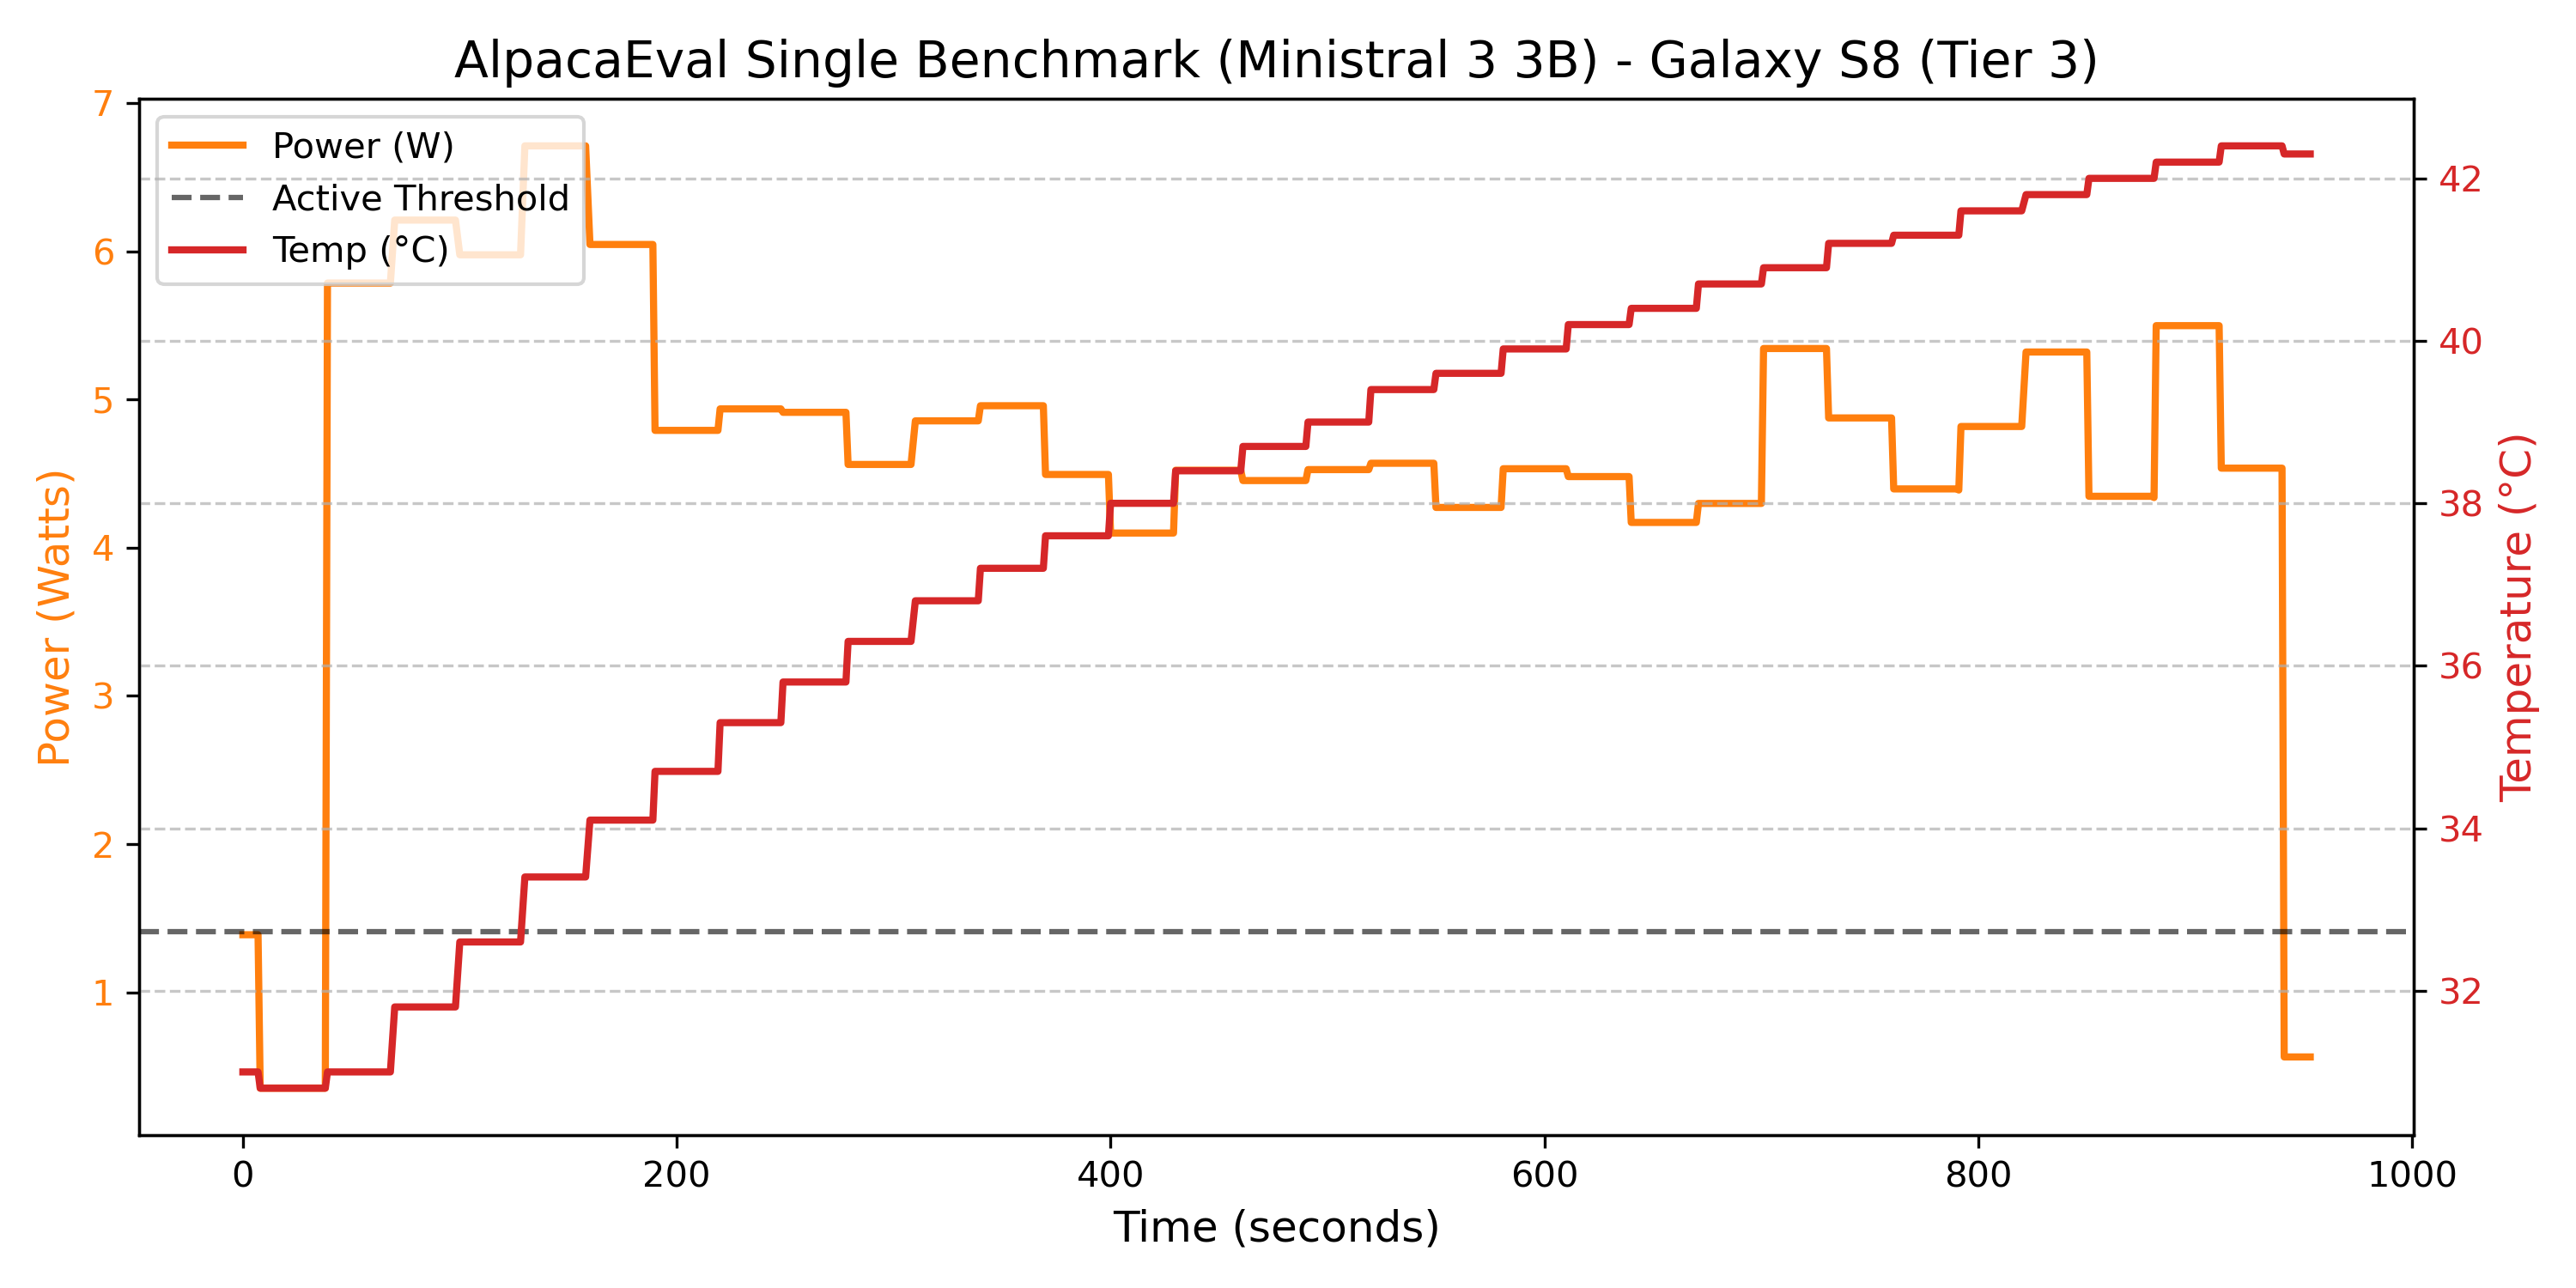 AlpacaEval Single Benchmark (Ministral 3 3B) - Galaxy S8 (Tier 3)
Power (W)
Active Threshold
Temp (°C)
7
6
5
4
3
2
1
Power (Watts)
42
40
38
36
34
32
Temperature (°C)
0 200 400 600 800 1000
Time (seconds)